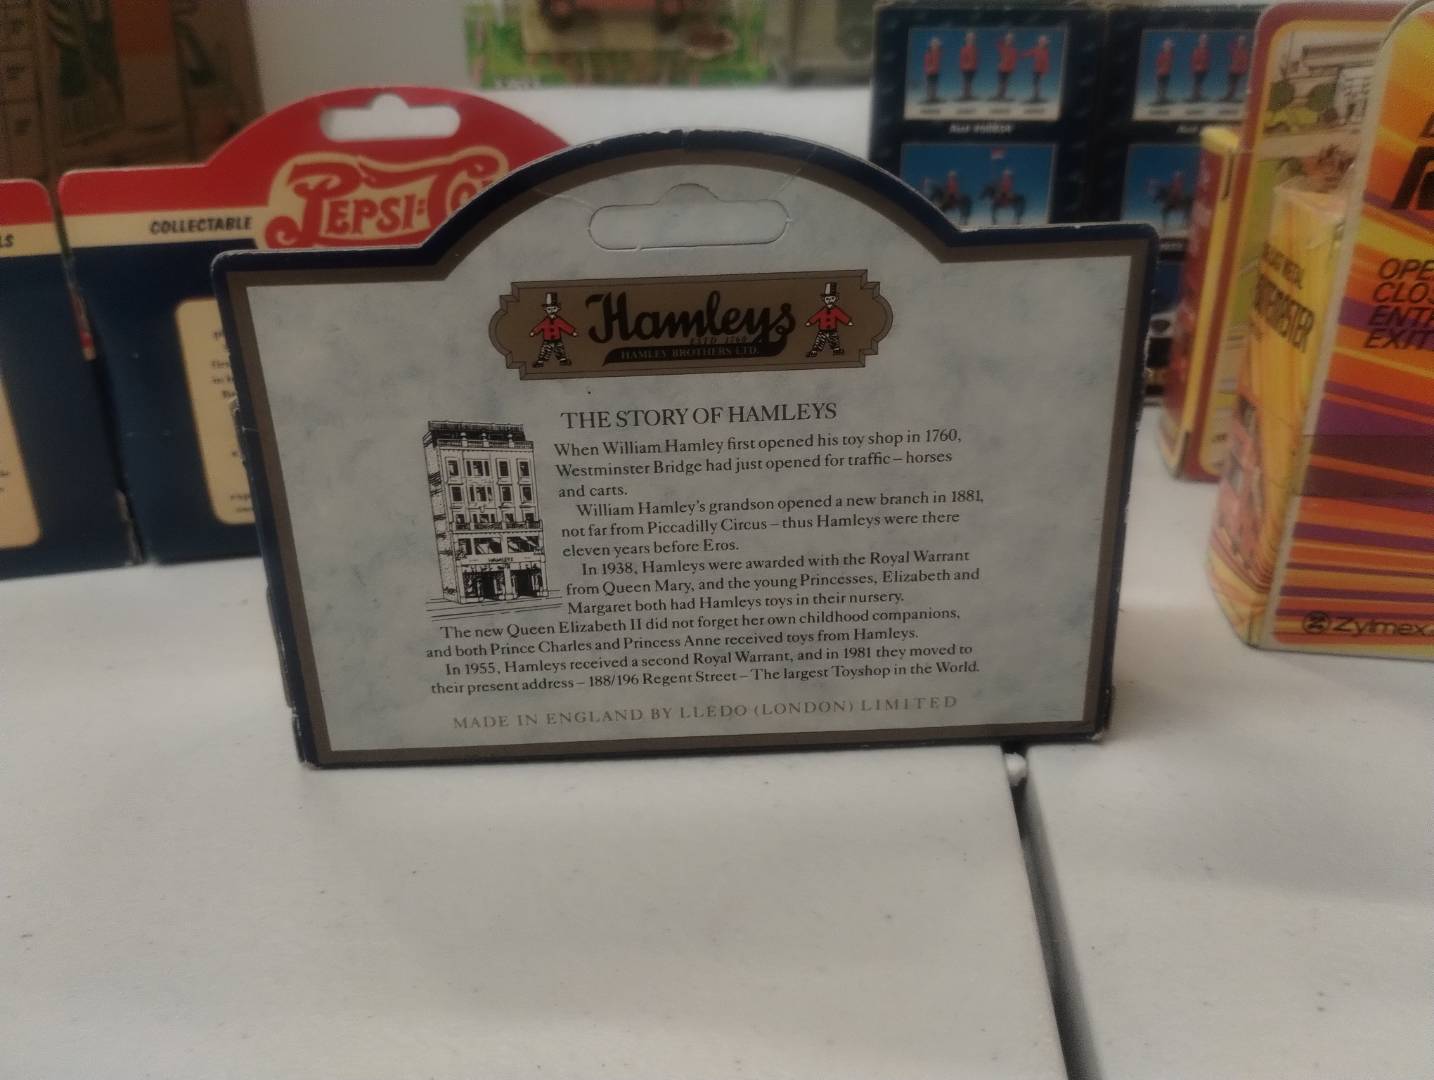 COLLECTABLE
PEPSI:
Hamleys
ESTD 1760
HAMLEY BROTHERS LTD.
THE STORY OF HAMLEYS
When William Hamley first opened his toy shop in 1760,
Westminster Bridge had just opened for traffic – horses
and carts.
William Hamley's grandson opened a new branch in 1881,
not far from Piccadilly Circus – thus Hamleys were there
eleven years before Eros.
In 1938, Hamleys were awarded with the Royal Warrant
from Queen Mary, and the young Princesses, Elizabeth and
Margaret both had Hamleys toys in their nursery.
The new Queen Elizabeth II did not forget her own childhood companions,
and both Prince Charles and Princess Anne received toys from Hamleys.
In 1955, Hamleys received a second Royal Warrant, and in 1981 they moved to
their present address – 188/196 Regent Street – The largest Toyshop in the World.
MADE IN ENGLAND BY LLEDO (LONDON) LIMITED
Zylmex